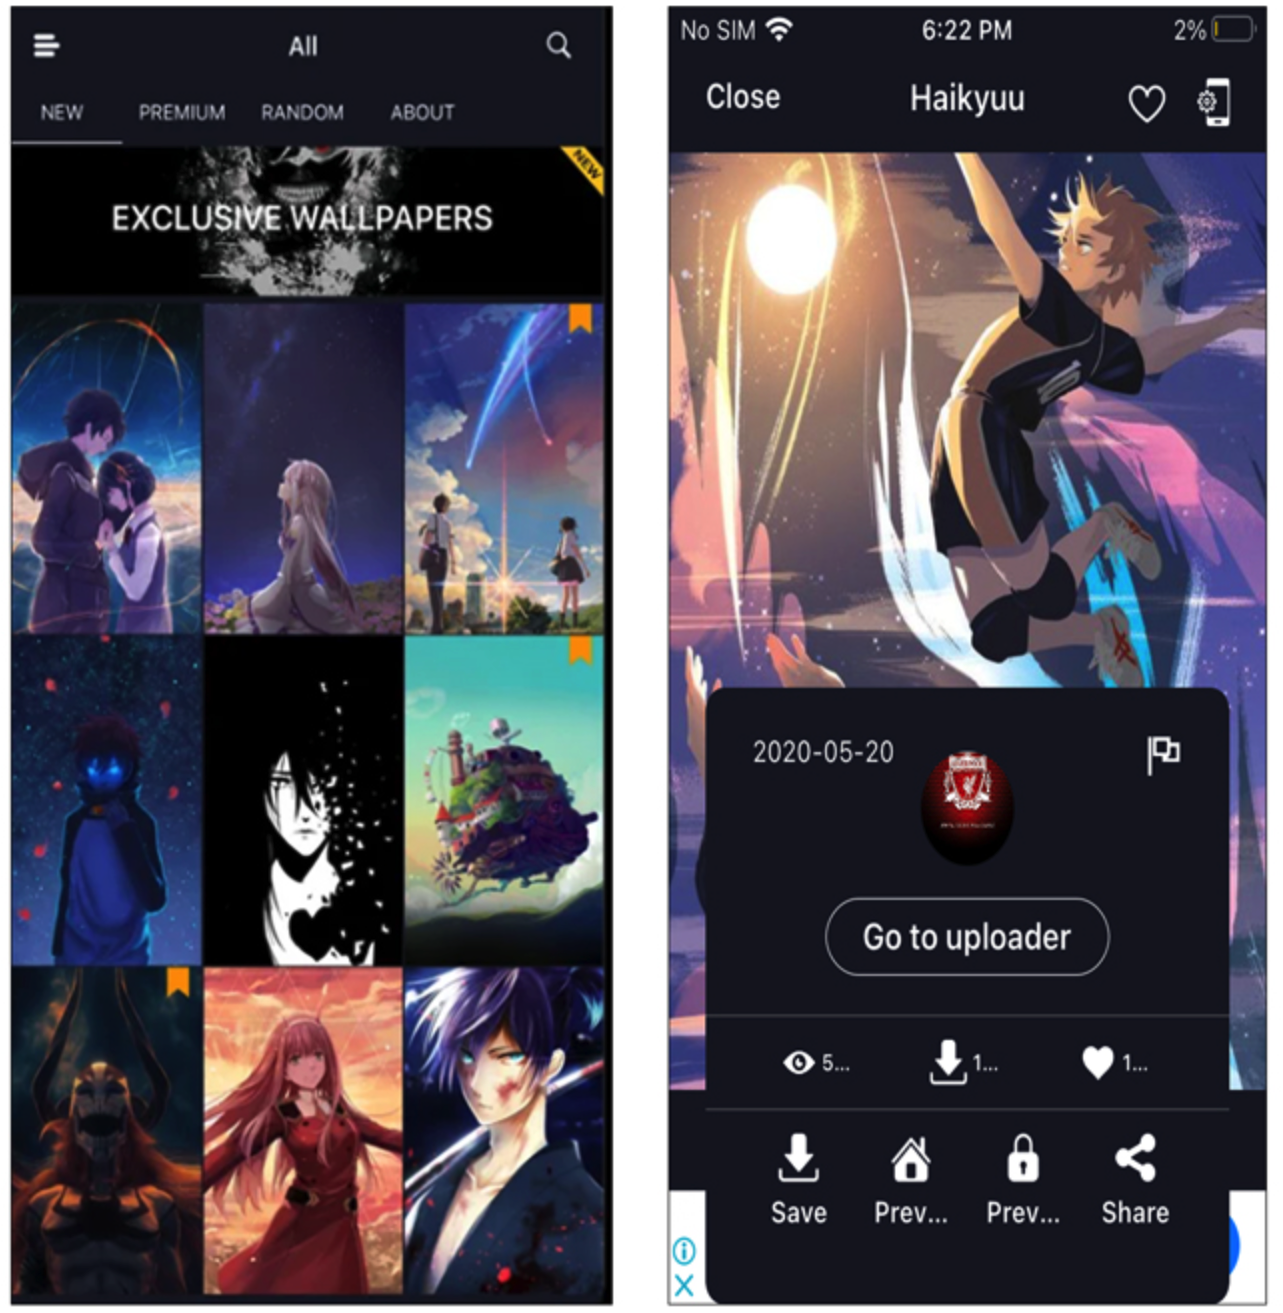 All
NEW PREMIUM RANDOM ABOUT
NEW
EXCLUSIVE WALLPAPERS
No SIM 6:22 PM 2%
Close Haikyuu
2020-05-20
Go to uploader
5... 1... 1...
Save Prev... Prev... Share